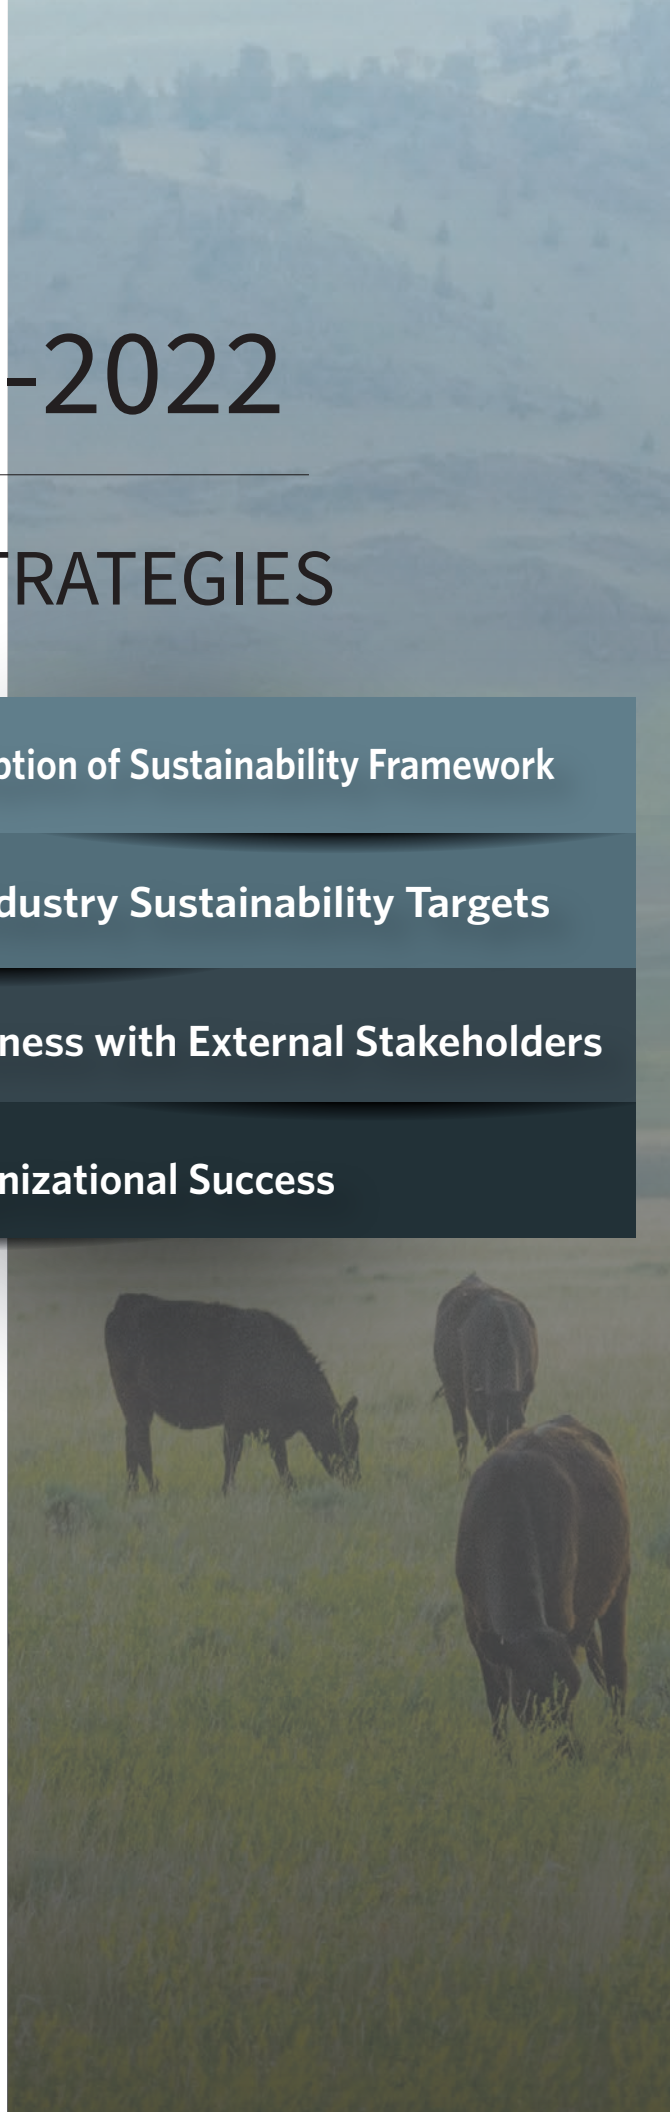 -2022
TRATEGIES
ption of Sustainability Framework
dustry Sustainability Targets
ness with External Stakeholders
nizational Success